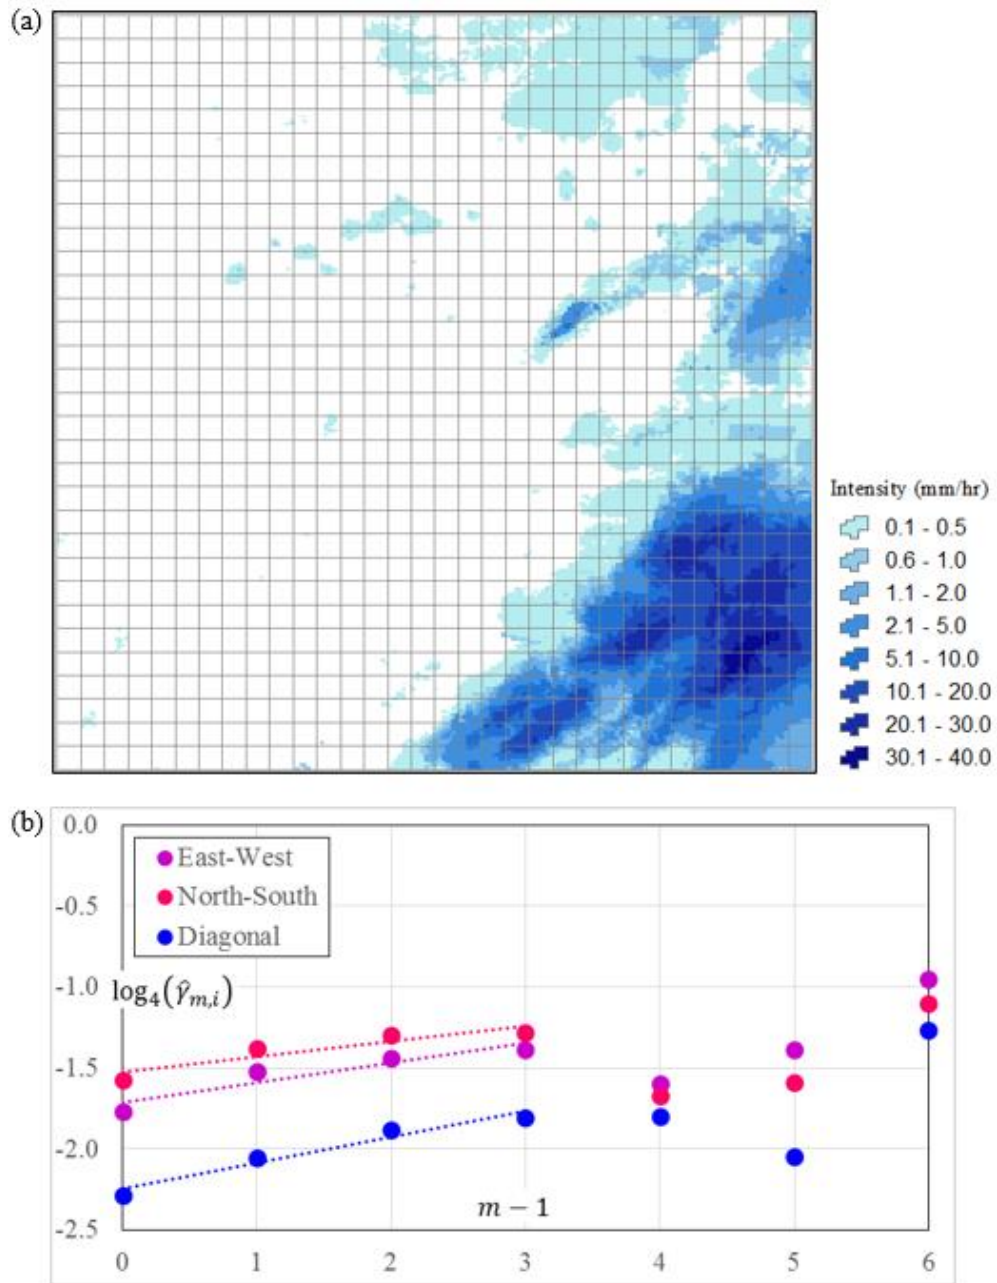 (a)
Intensity (mm/hr)
0.1 - 0.5
0.6 - 1.0
1.1 - 2.0
2.1 - 5.0
5.1 - 10.0
10.1 - 20.0
20.1 - 30.0
30.1 - 40.0
(b)
0.0
-0.5
-1.0
-1.5
-2.0
-2.5
East-West
North-South
Diagonal
log₄(γ̂ₘ,ᵢ)
m − 1
0 1 2 3 4 5 6